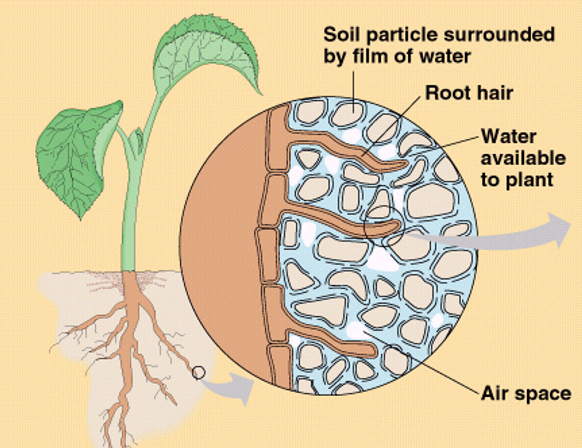 Soil particle surrounded
by film of water
Root hair
Water
available
to plant
Air space